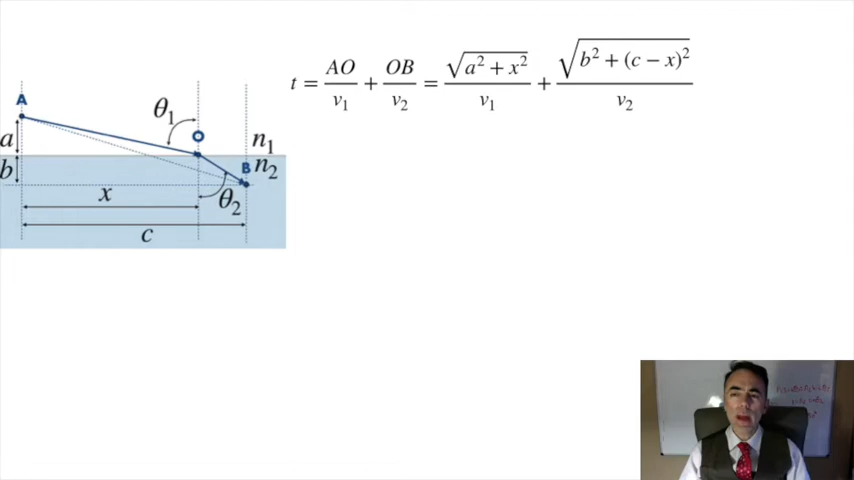 t = AO/v₁ + OB/v₂ = √(a² + x²)/v₁ + √(b² + (c − x)²)/v₂
A
θ₁
O
a
n₁
b
B
n₂
x
θ₂
c